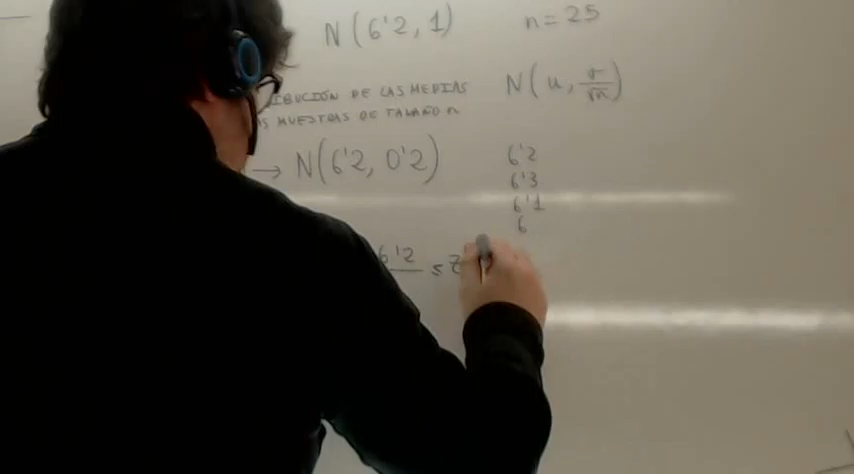 N(6'2, 1) n = 25
DE LAS MEDIAS
MUESTRAS DE TAMAÑO n
N(u, σ/√n)
→ N(6'2, 0'2)
6'2
6'3
6'1
6
6'2
≤ Z